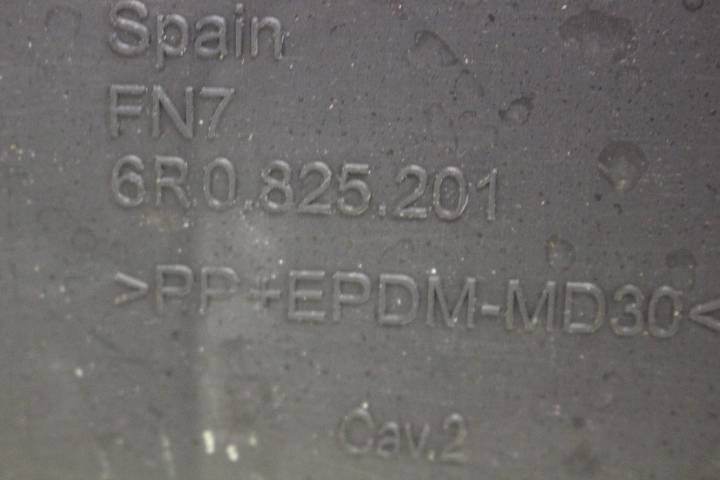 Spain
FN7
6R0.825.201
>PP+EPDM-MD30<
Cav.2